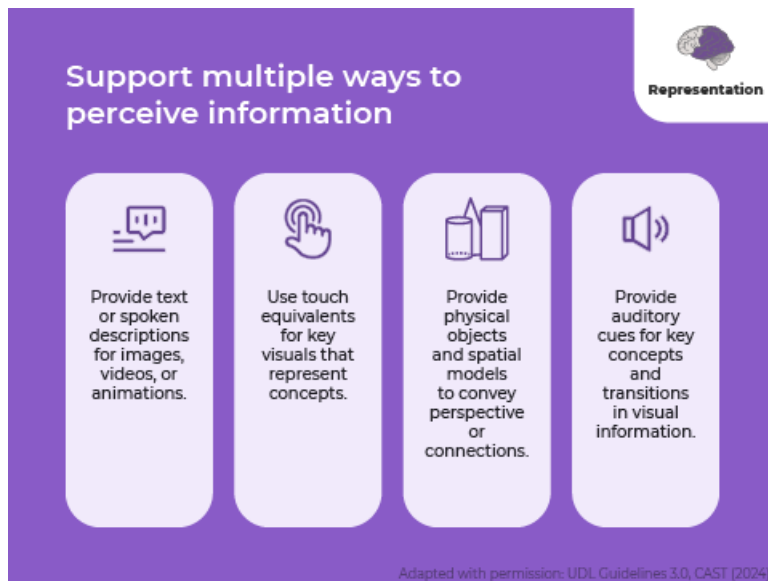 Representation
Support multiple ways to
perceive information
Provide text
or spoken
descriptions
for images,
videos, or
animations.
Use touch
equivalents
for key
visuals that
represent
concepts.
Provide
physical
objects
and spatial
models
to convey
perspective
or
connections.
Provide
auditory
cues for key
concepts
and
transitions
in visual
information.
Adapted with permission: UDL Guidelines 3.0, CAST (2024